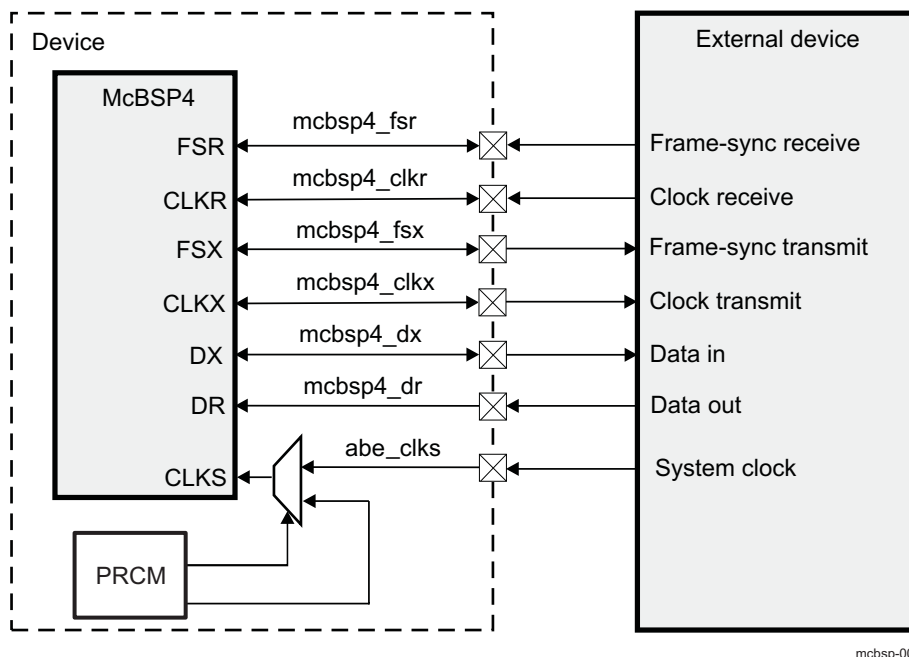 Device
External device
McBSP4
FSR
mcbsp4_fsr
Frame-sync receive
CLKR
mcbsp4_clkr
Clock receive
FSX
mcbsp4_fsx
Frame-sync transmit
CLKX
mcbsp4_clkx
Clock transmit
DX
mcbsp4_dx
Data in
DR
mcbsp4_dr
Data out
CLKS
abe_clks
System clock
PRCM